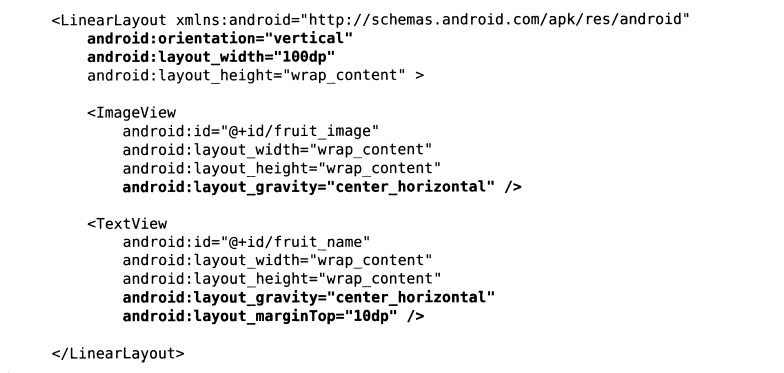 <LinearLayout xmlns:android="http://schemas.android.com/apk/res/android"
    android:orientation="vertical"
    android:layout_width="100dp"
    android:layout_height="wrap_content" >

    <ImageView
        android:id="@+id/fruit_image"
        android:layout_width="wrap_content"
        android:layout_height="wrap_content"
        android:layout_gravity="center_horizontal" />

    <TextView
        android:id="@+id/fruit_name"
        android:layout_width="wrap_content"
        android:layout_height="wrap_content"
        android:layout_gravity="center_horizontal"
        android:layout_marginTop="10dp" />

</LinearLayout>